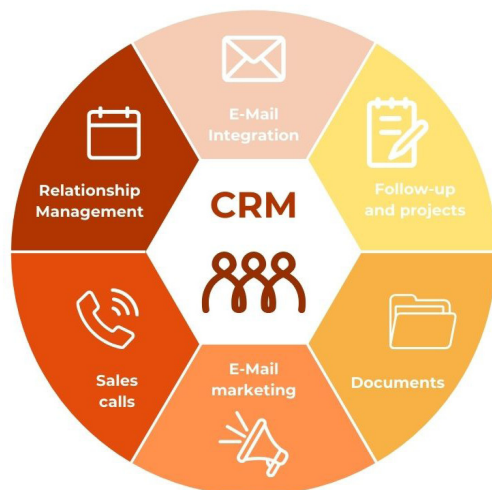 E-Mail
Integration
Relationship
Management
Follow-up
and projects
CRM
Sales
calls
E-Mail
marketing
Documents